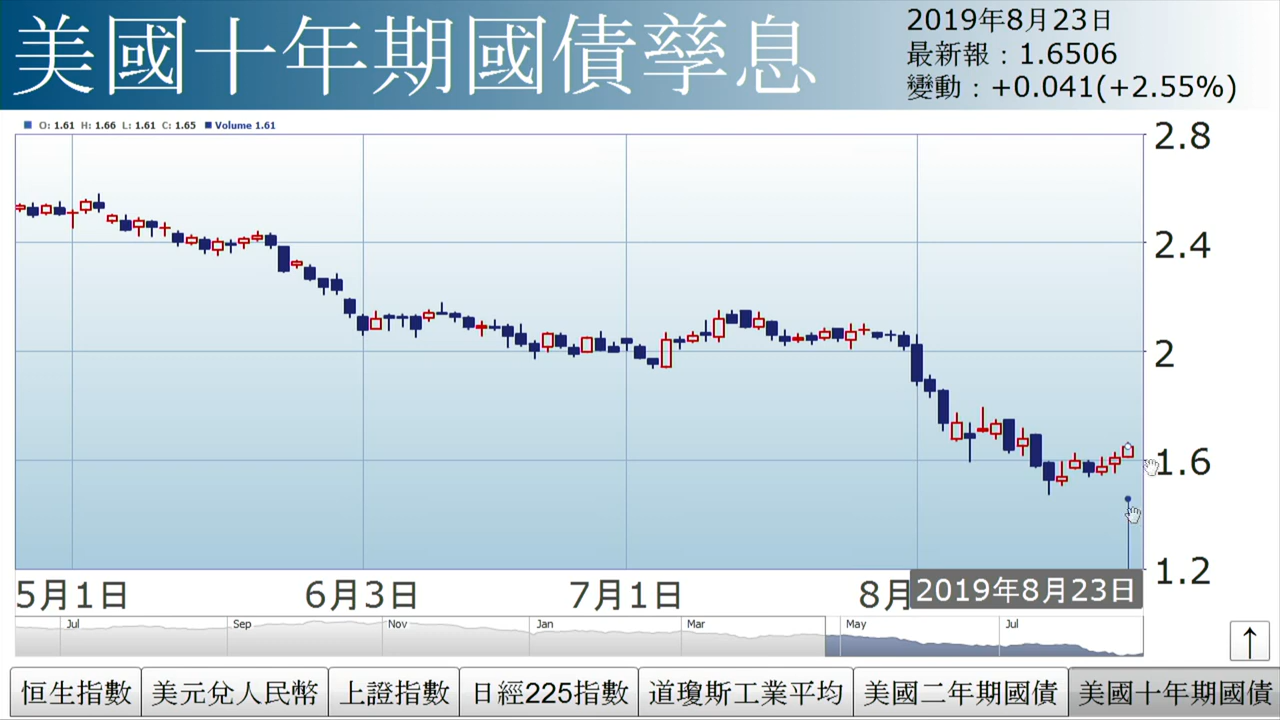 美國十年期國債孳息
2019年8月23日
最新報：1.6506
變動：+0.041(+2.55%)
O: 1.61 H: 1.66 L: 1.61 C: 1.65 Volume 1.61
2.8
2.4
2
1.6
1.2
5月1日 6月3日 7月1日 8月 2019年8月23日
Jul Sep Nov Jan Mar May Jul
↑
恒生指數 美元兌人民幣 上證指數 日經225指數 道瓊斯工業平均 美國二年期國債 美國十年期國債